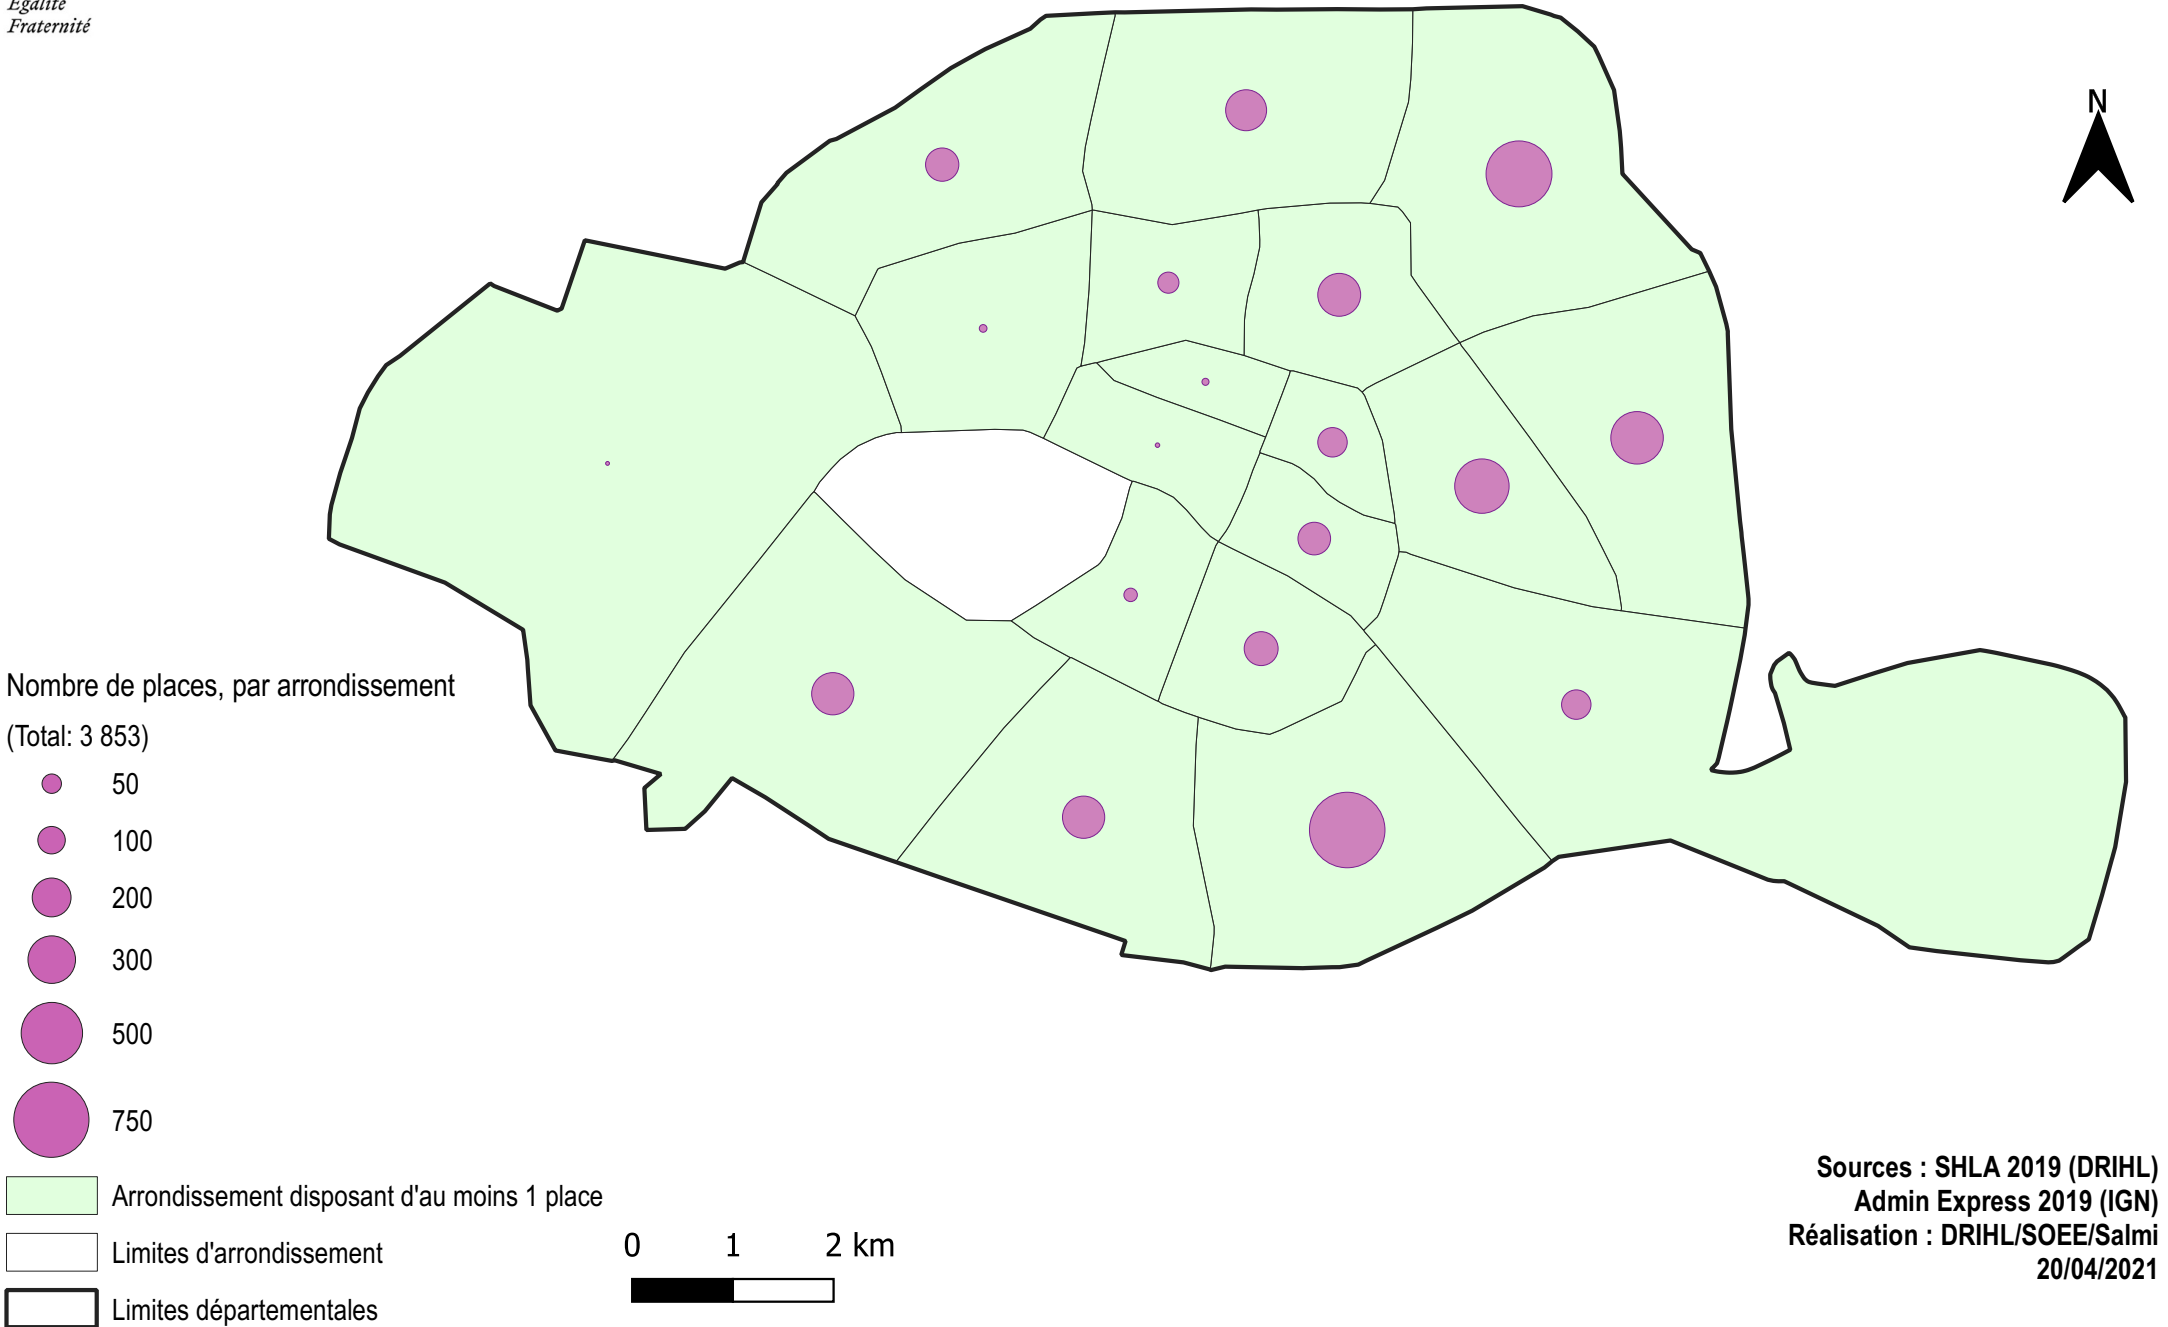 Égalité
Fraternité
N
Nombre de places, par arrondissement
(Total: 3 853)
50
100
200
300
500
750
Arrondissement disposant d'au moins 1 place
Limites d'arrondissement
Limites départementales
0 1 2 km
Sources : SHLA 2019 (DRIHL)
Admin Express 2019 (IGN)
Réalisation : DRIHL/SOEE/Salmi
20/04/2021